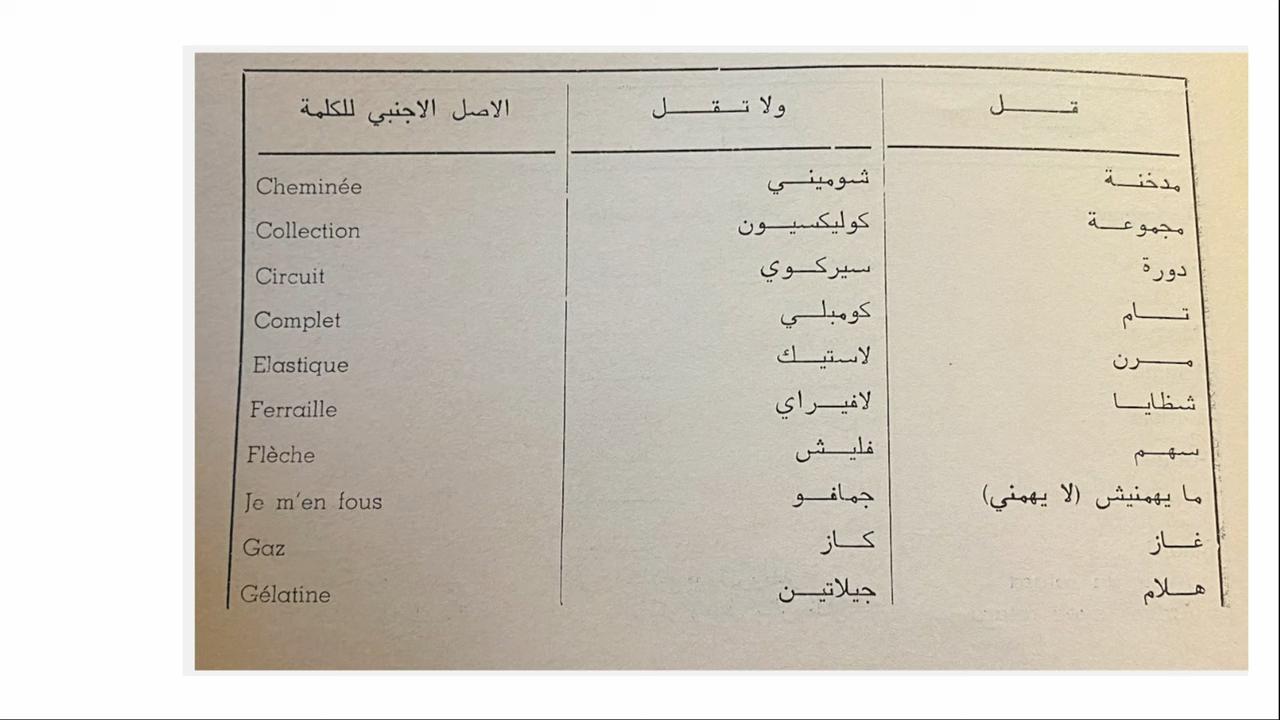 قل ولا تقل الاصل الاجنبي للكلمة
مدخنة شوميني Cheminée
مجموعة كوليكسيون Collection
دورة سيركوي Circuit
تام كومبلي Complet
مرن لاستيك Elastique
شظايا لافيراي Ferraille
سهم فليش Flèche
ما يهمنيش (لا يهمني) جمافو Je m'en fous
غاز كاز Gaz
هلام جيلاتين Gélatine